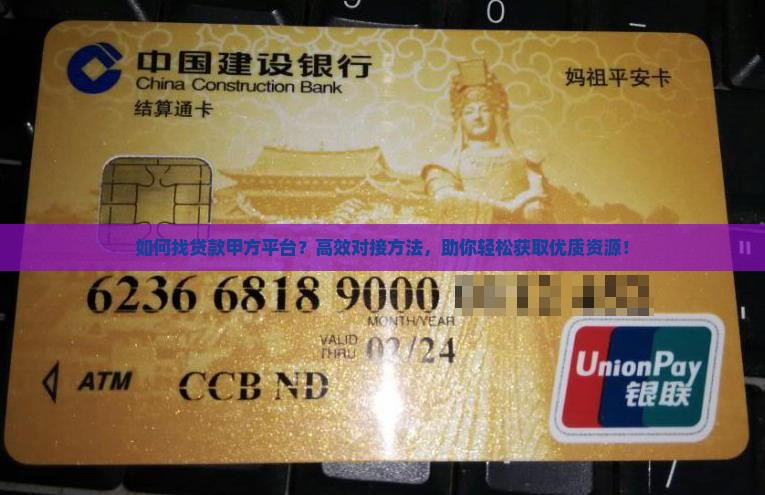 9
0
中国建设银行
China Construction Bank
结算通卡
妈祖平安卡
如何找贷款甲方平台？高效对接方法，助你轻松获取优质资源！
6236 6818 9000
MONTH/YEAR
VALID
THRU 02/24
ATM CCB ND
UnionPay
银联